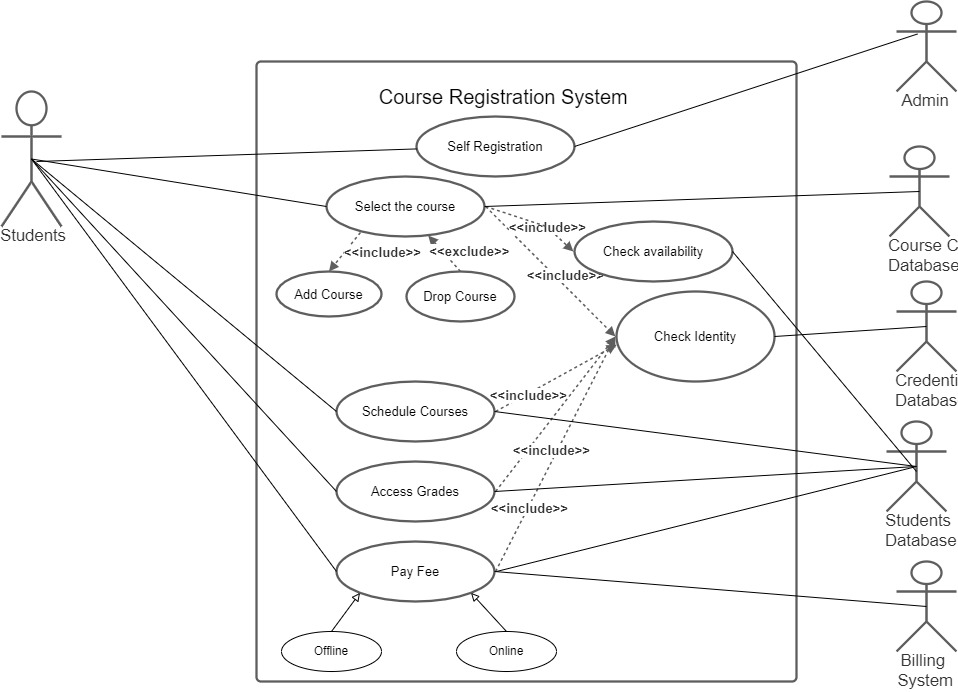 Admin
Course Registration System
Self Registration
Students
Select the course
Course C
Database
<<include>>
<<include>>
<<exclude>>
Check availability
<<include>>
Add Course
Drop Course
Check Identity
Credenti
Databas
<<include>>
Schedule Courses
<<include>>
Access Grades
<<include>>
Students
Database
Pay Fee
Offline
Online
Billing
System